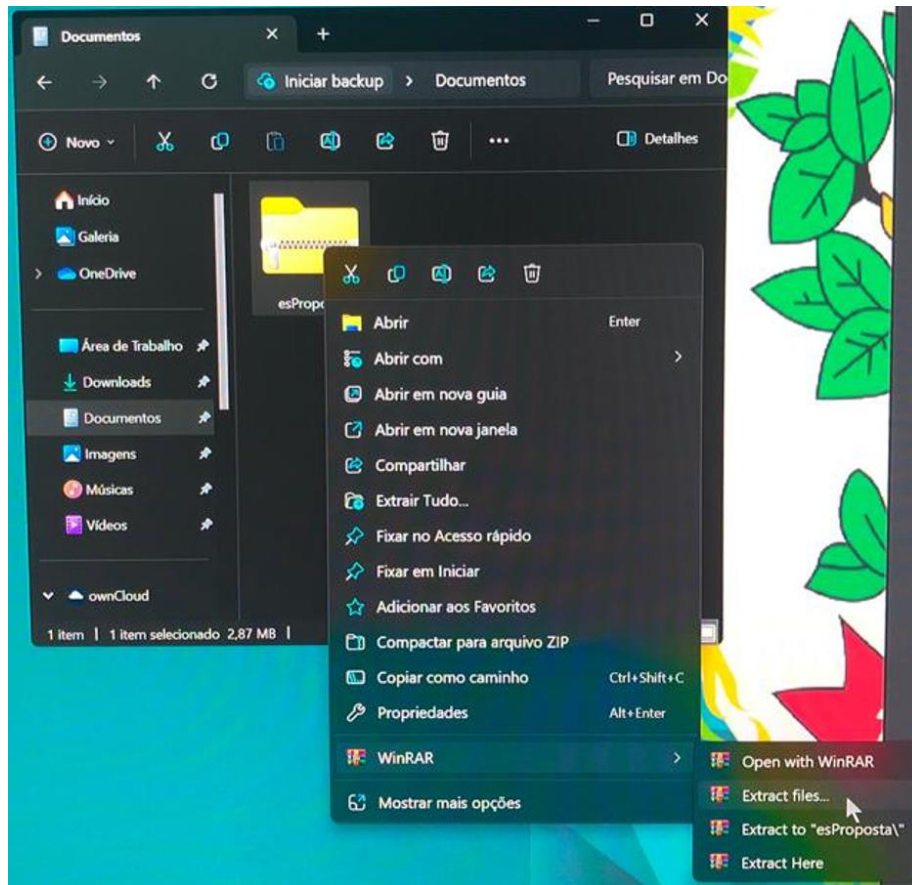 Documentos
Iniciar backup > Documentos
Pesquisar em Do
Novo
Detalhes
Início
Galeria
OneDrive
Área de Trabalho
Downloads
Documentos
Imagens
Músicas
Vídeos
ownCloud
1 item | 1 item selecionado 2,87 MB |
esPropo
Abrir Enter
Abrir com
Abrir em nova guia
Abrir em nova janela
Compartilhar
Extrair Tudo...
Fixar no Acesso rápido
Fixar em Iniciar
Adicionar aos Favoritos
Compactar para arquivo ZIP
Copiar como caminho Ctrl+Shift+C
Propriedades Alt+Enter
WinRAR
Mostrar mais opções
Open with WinRAR
Extract files...
Extract to "esProposta\"
Extract Here